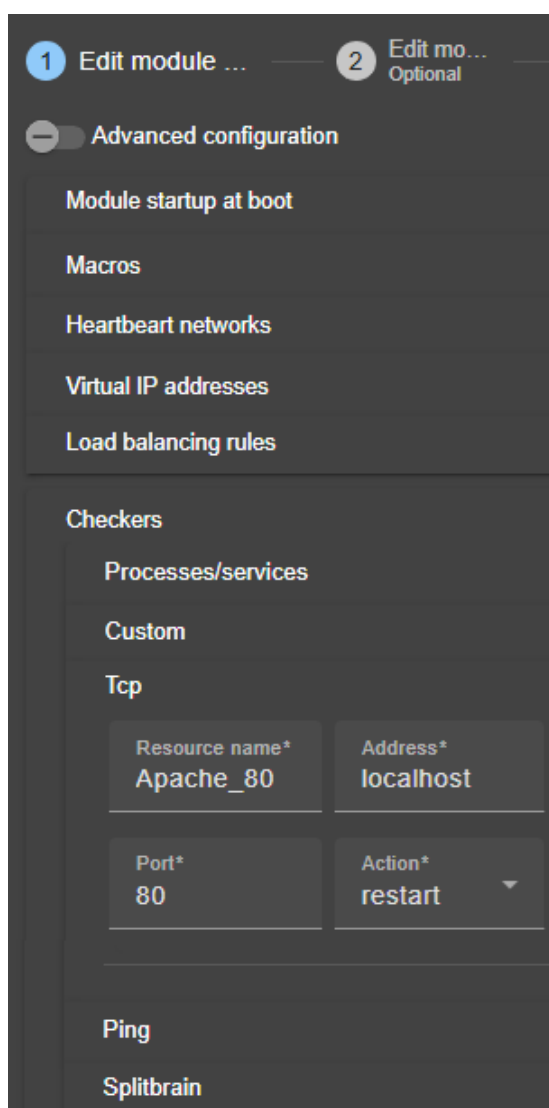 1 Edit module ... 2 Edit mo...
Optional
Advanced configuration
Module startup at boot
Macros
Heartbeart networks
Virtual IP addresses
Load balancing rules
Checkers
Processes/services
Custom
Tcp
Resource name* Address*
Apache_80 localhost
Port* Action*
80 restart
Ping
Splitbrain